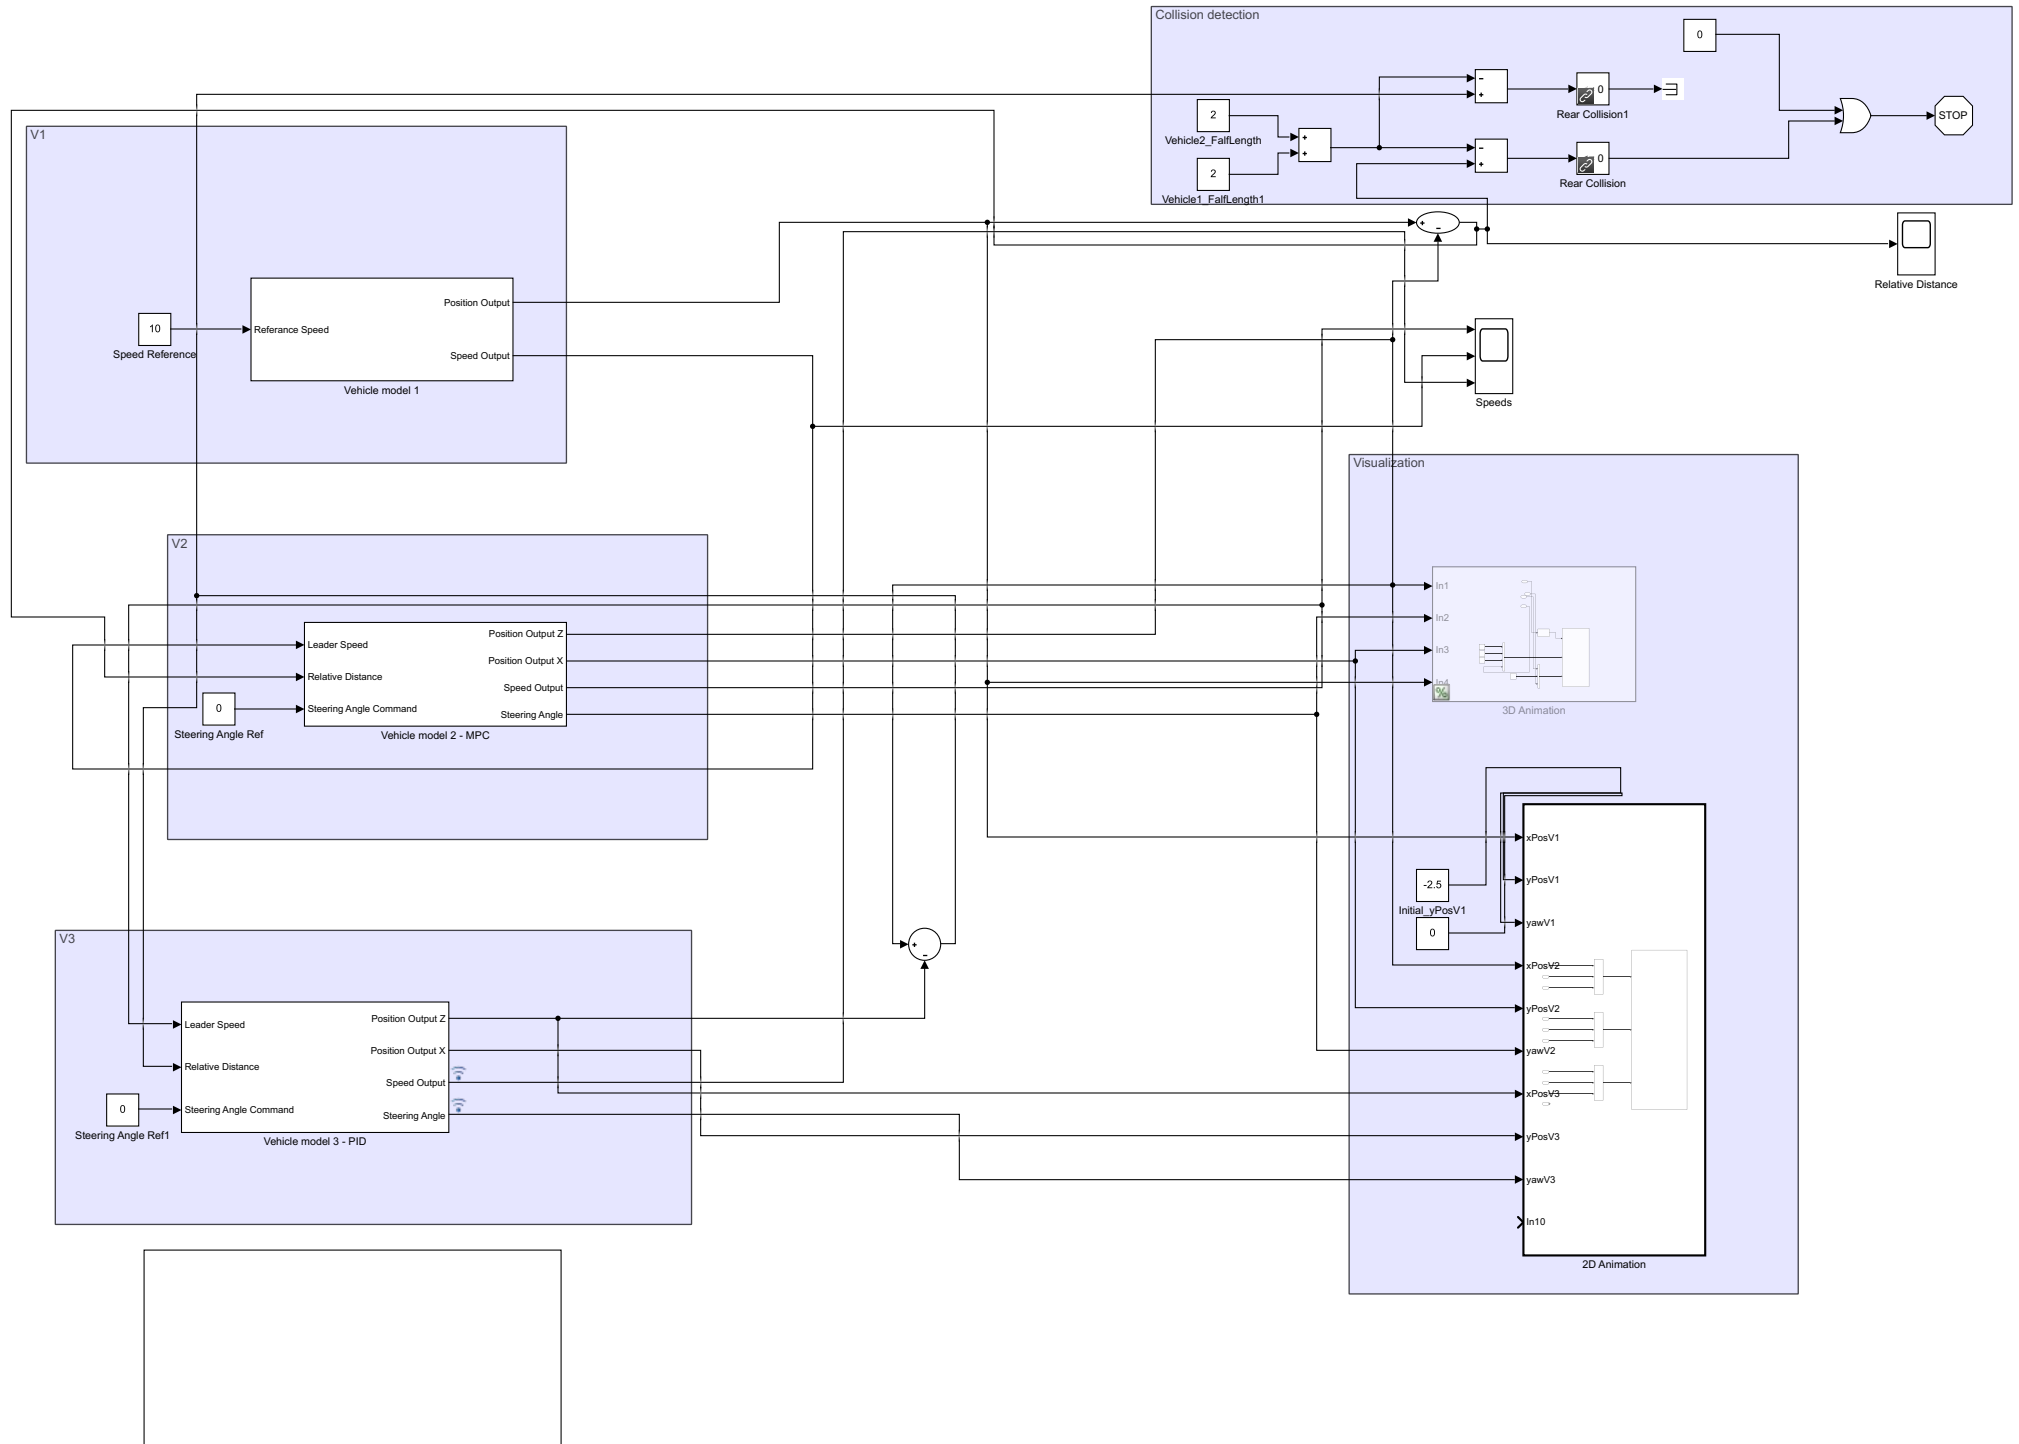 Collision detection
0
-
+
0
Rear Collision1
2
Vehicle2_FalfLength
+
+
STOP
-
+
0
Rear Collision
2
Vehicle1_FalfLength1
+
-
Relative Distance
V1
Position Output
10
Referance Speed
Speed Reference
Speed Output
Vehicle model 1
Speeds
Visualization
V2
In1
In2
In3
In4
%
3D Animation
Leader Speed
Position Output Z
Position Output X
Relative Distance
Speed Output
0
Steering Angle Command
Steering Angle
Steering Angle Ref
Vehicle model 2 - MPC
xPosV1
yPosV1
-2.5
Initial_yPosV1
yawV1
0
xPosV2
yPosV2
yawV2
xPosV3
yPosV3
yawV3
In10
2D Animation
+
-
V3
Leader Speed
Position Output Z
Position Output X
Relative Distance
Speed Output
0
Steering Angle Command
Steering Angle
Steering Angle Ref1
Vehicle model 3 - PID